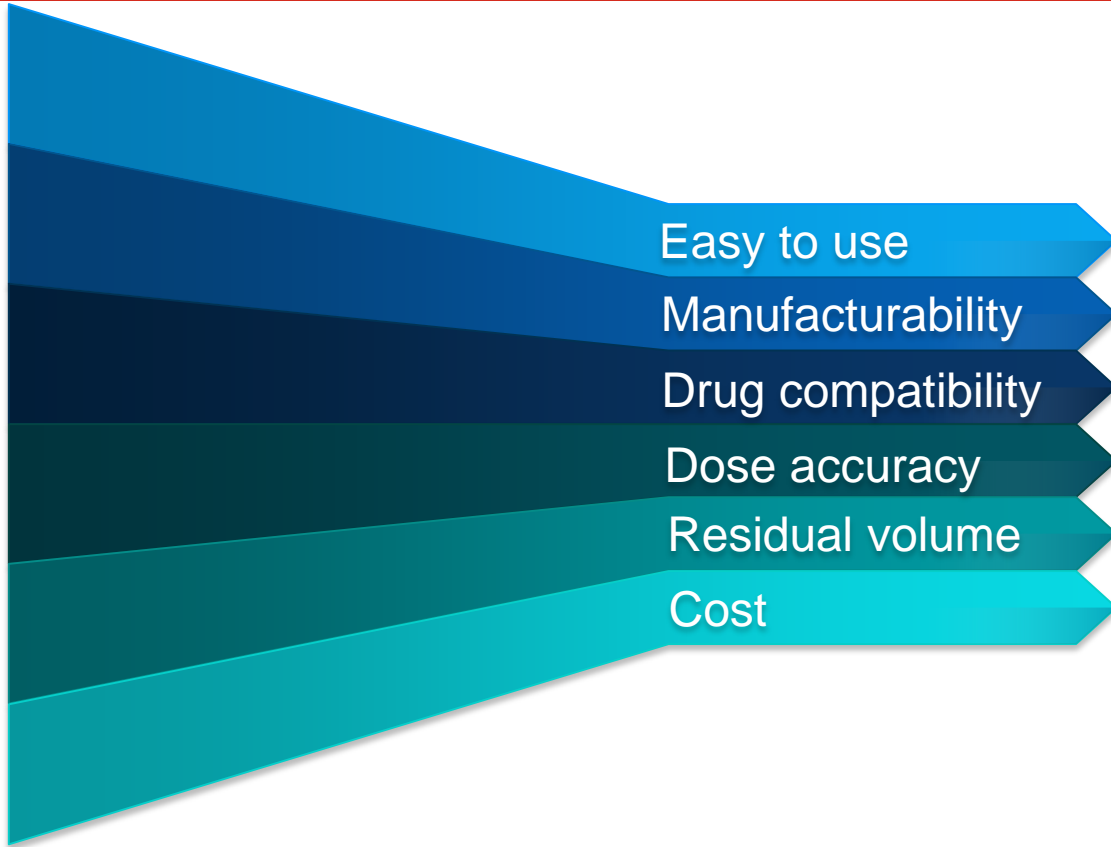 Easy to use
Manufacturability
Drug compatibility
Dose accuracy
Residual volume
Cost